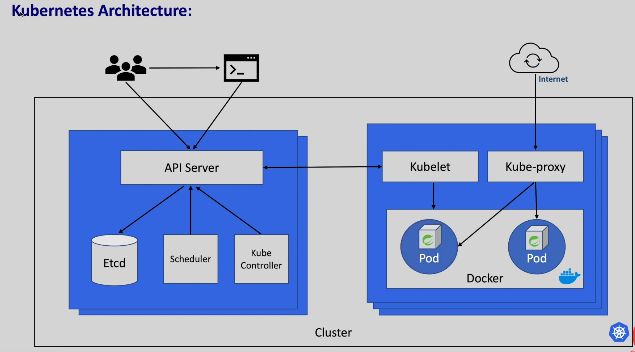 Kubernetes Architecture:
Internet
API Server
Kubelet
Kube-proxy
Etcd
Scheduler
Kube
Controller
Pod
Pod
Docker
Cluster